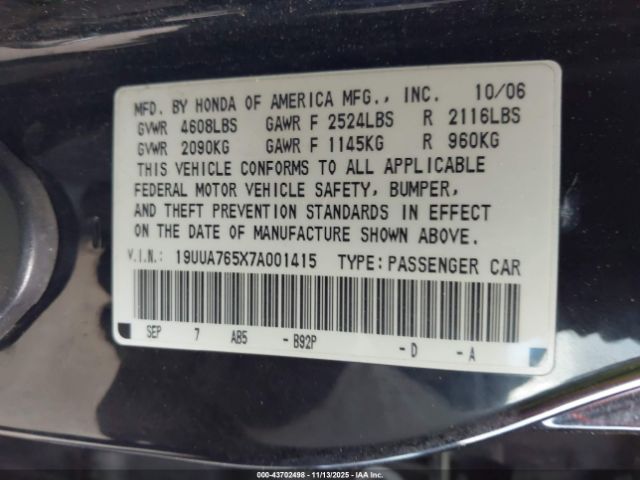 MFD. BY HONDA OF AMERICA MFG., INC. 10/06
GVWR 4608LBS GAWR F 2524LBS R 2116LBS
GVWR 2090KG GAWR F 1145KG R 960KG
THIS VEHICLE CONFORMS TO ALL APPLICABLE
FEDERAL MOTOR VEHICLE SAFETY, BUMPER,
AND THEFT PREVENTION STANDARDS IN EFFECT
ON THE DATE OF MANUFACTURE SHOWN ABOVE.
V.I.N.: 19UUA765X7A001415 TYPE: PASSENGER CAR
SEP 7 AB5 - B92P - D - A
000-43702498 - 11/13/2025 - IAAI.COM